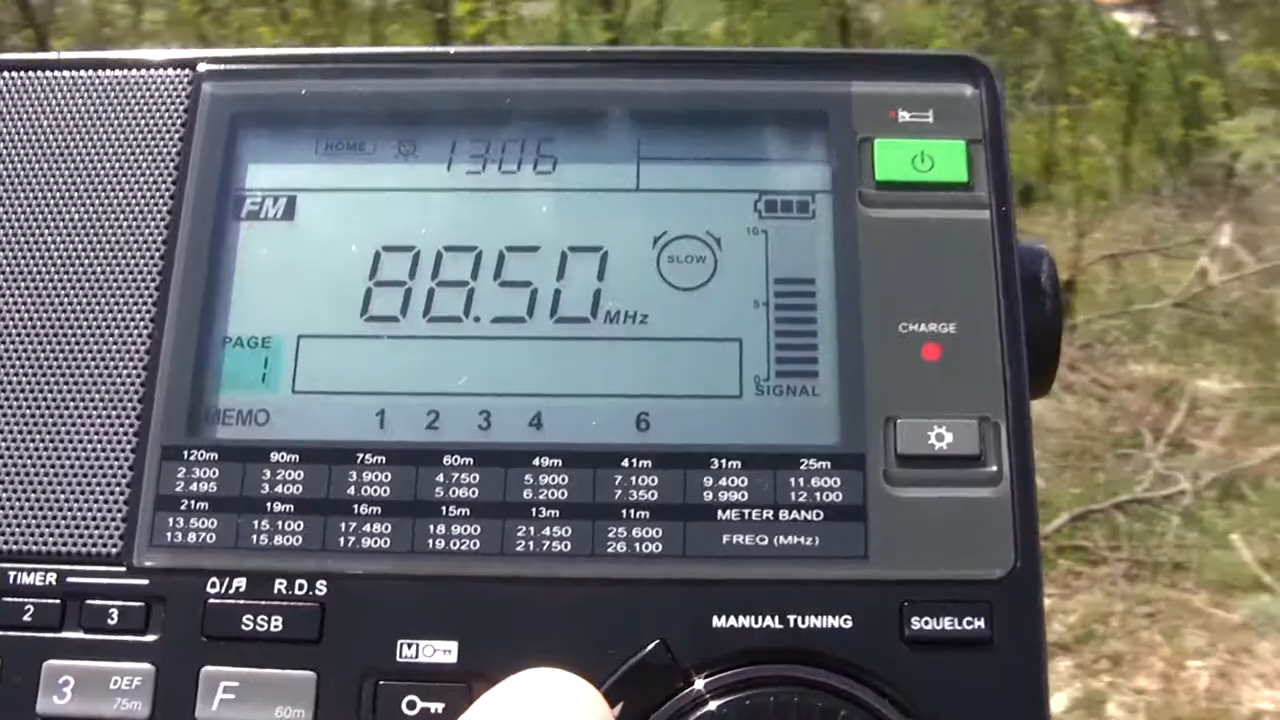 HOME 13:06
FM
10
88.50 MHz
SLOW
5
PAGE
1
0
SIGNAL
MEMO 1 2 3 4 6
CHARGE
120m 90m 75m 60m 49m 41m 31m 25m
2.300 3.200 3.900 4.750 5.900 7.100 9.400 11.600
2.495 3.400 4.000 5.060 6.200 7.350 9.990 12.100
21m 19m 16m 15m 13m 11m METER BAND
13.500 15.100 17.480 18.900 21.450 25.600 FREQ (MHz)
13.870 15.800 17.900 19.020 21.750 26.100
TIMER
2 3
R.D.S
SSB
MANUAL TUNING
SQUELCH
M
3 DEF
75m
F
60m